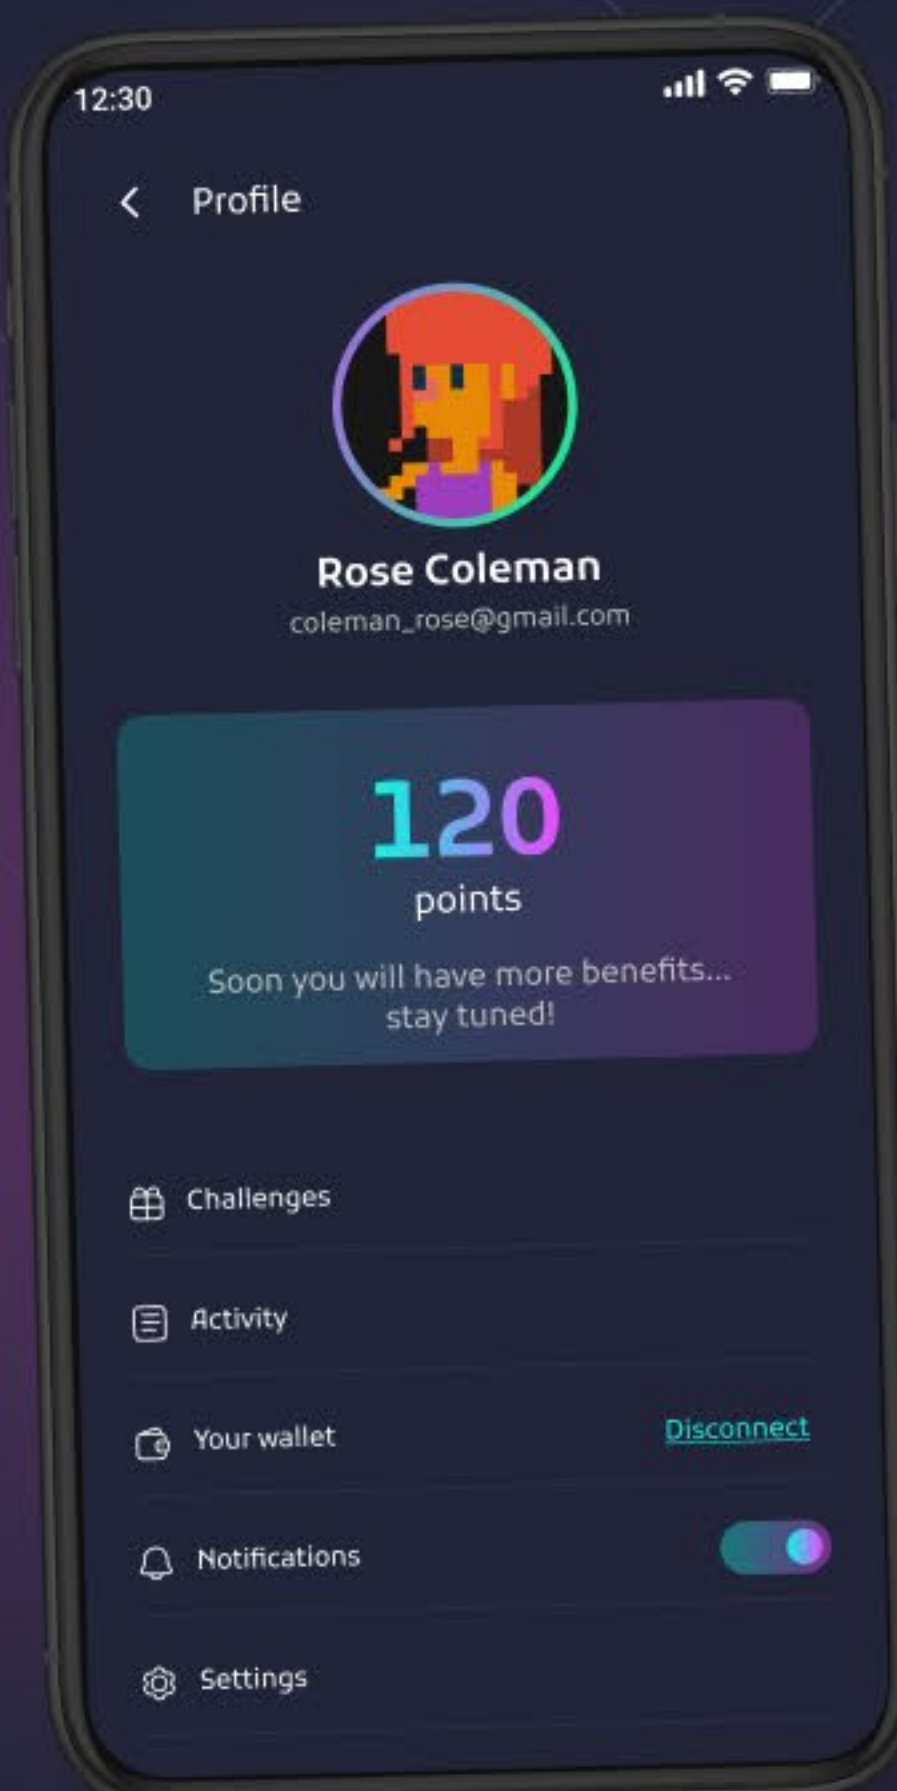 12:30
Profile
Rose Coleman
coleman_rose@gmail.com
120
points
Soon you will have more benefits...
stay tuned!
Challenges
Activity
Your wallet
Disconnect
Notifications
Settings